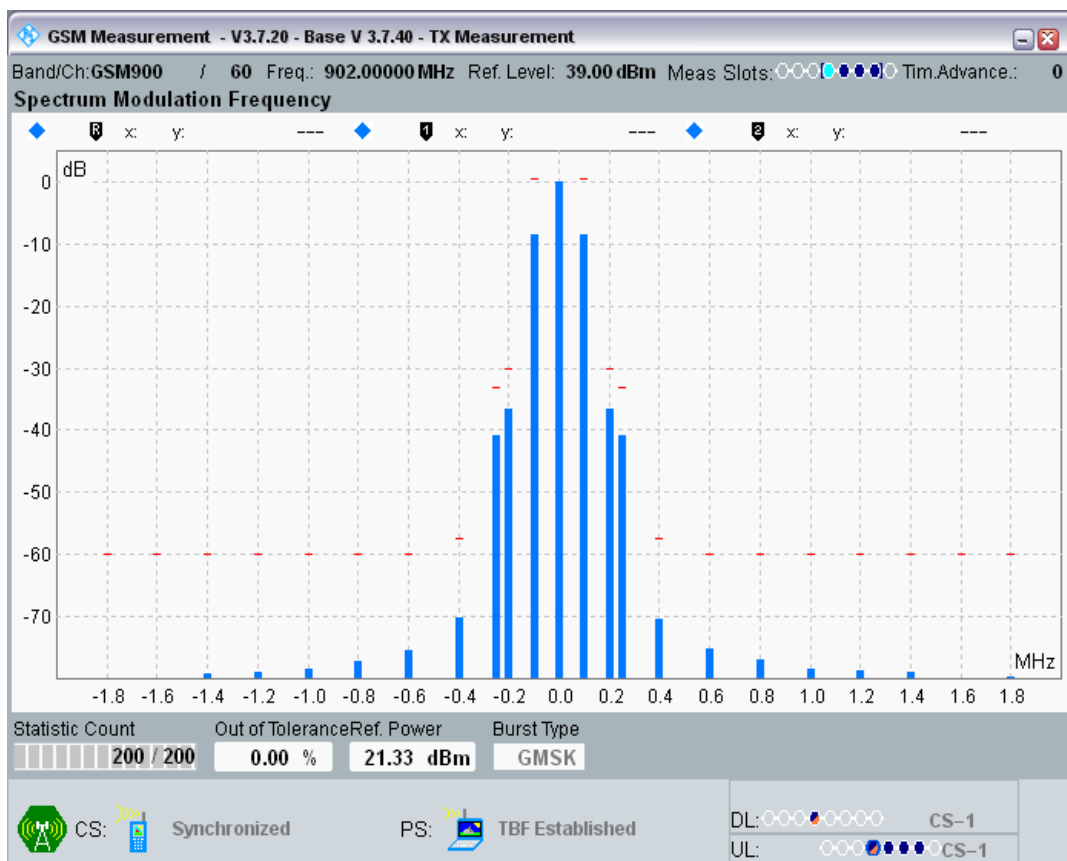 GSM Measurement - V3.7.20 - Base V 3.7.40 - TX Measurement
Band/Ch:GSM900 / 60 Freq.: 902.00000 MHz Ref. Level: 39.00 dBm Meas Slots: Tim.Advance.: 0
Spectrum Modulation Frequency
R x: y: --- 1 x: y: --- 2 x: y: ---
dB
0
-10
-20
-30
-40
-50
-60
-70
MHz
-1.8 -1.6 -1.4 -1.2 -1.0 -0.8 -0.6 -0.4 -0.2 0.0 0.2 0.4 0.6 0.8 1.0 1.2 1.4 1.6 1.8
Statistic Count Out of Tolerance Ref. Power Burst Type
200 / 200 0.00 % 21.33 dBm GMSK
CS: Synchronized PS: TBF Established DL: CS-1
UL: CS-1